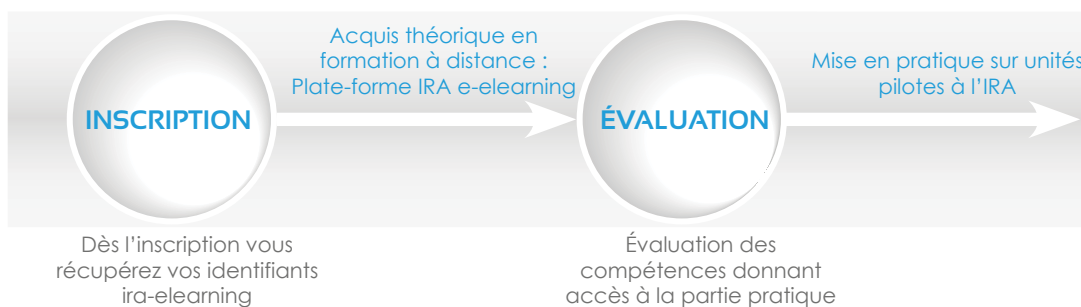 INSCRIPTION
Acquis théorique en
formation à distance :
Plate-forme IRA e-elearning
ÉVALUATION
Mise en pratique sur unités
pilotes à l'IRA
Dès l'inscription vous
récupérez vos identifiants
ira-elearning
Évaluation des
compétences donnant
accès à la partie pratique